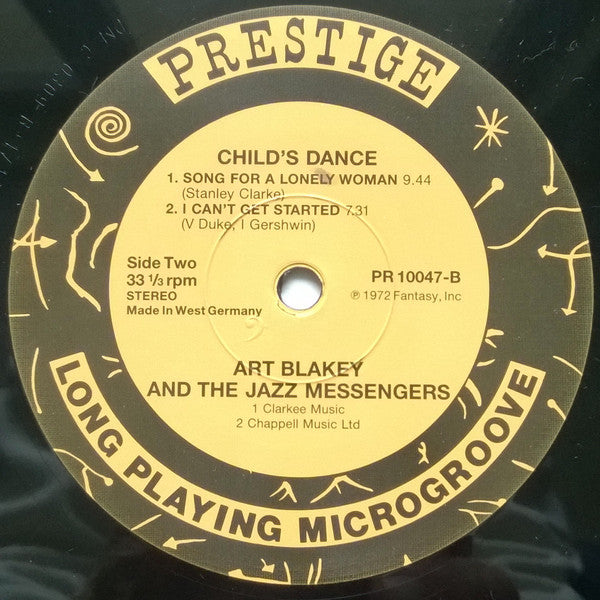 PRESTIGE
CHILD'S DANCE
1. SONG FOR A LONELY WOMAN 9.44
(Stanley Clarke)
2. I CAN'T GET STARTED 7.31
(V Duke, I Gershwin)
Side Two
33 1/3 rpm
STEREO
Made In West Germany
PR 10047-B
℗ 1972 Fantasy, Inc
ART BLAKEY
AND THE JAZZ MESSENGERS
1 Clarkee Music
2 Chappell Music Ltd
LONG PLAYING MICROGROOVE